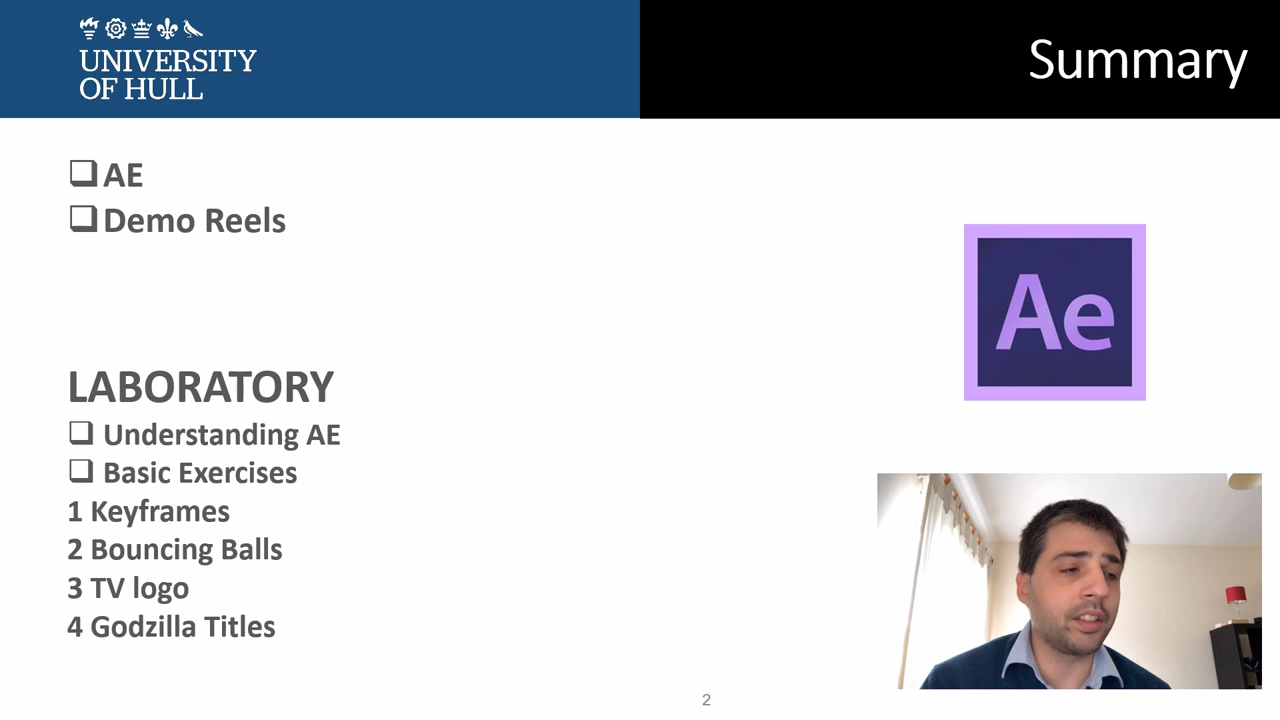 UNIVERSITY
OF HULL
Summary
AE
Demo Reels
Ae
LABORATORY
Understanding AE
Basic Exercises
1 Keyframes
2 Bouncing Balls
3 TV logo
4 Godzilla Titles
2